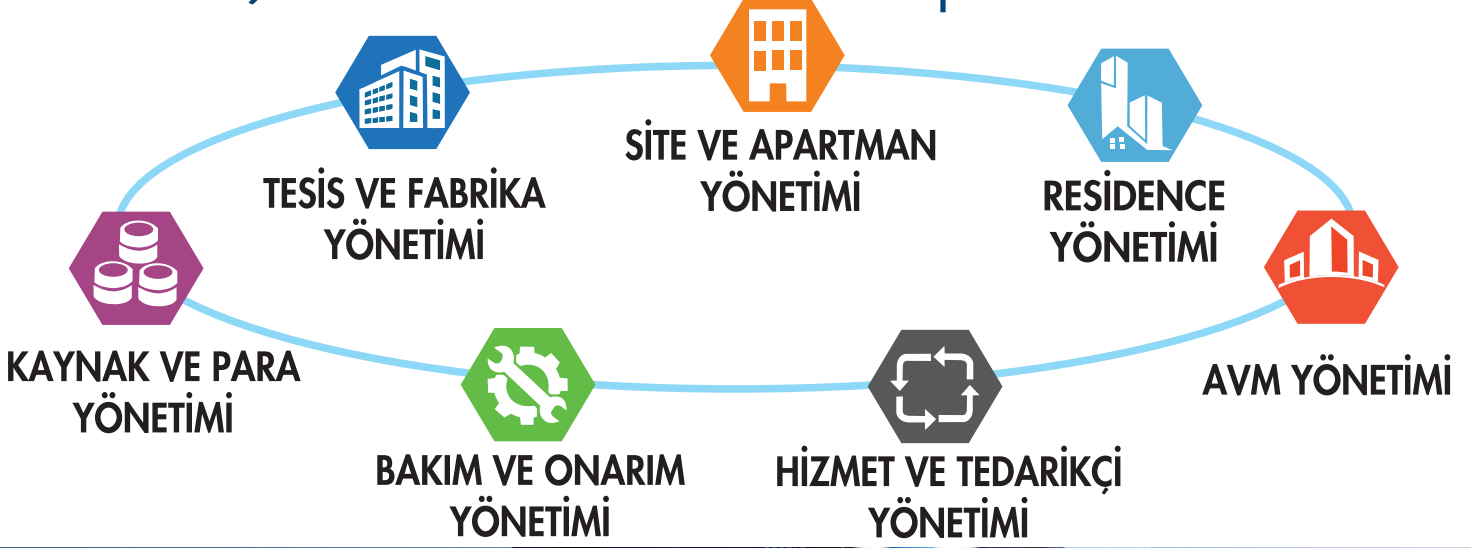 SİTE VE APARTMAN
YÖNETİMİ
TESİS VE FABRİKA
YÖNETİMİ
RESİDENCE
YÖNETİMİ
KAYNAK VE PARA
YÖNETİMİ
AVM YÖNETİMİ
BAKIM VE ONARIM
YÖNETİMİ
HİZMET VE TEDARİKÇİ
YÖNETİMİ